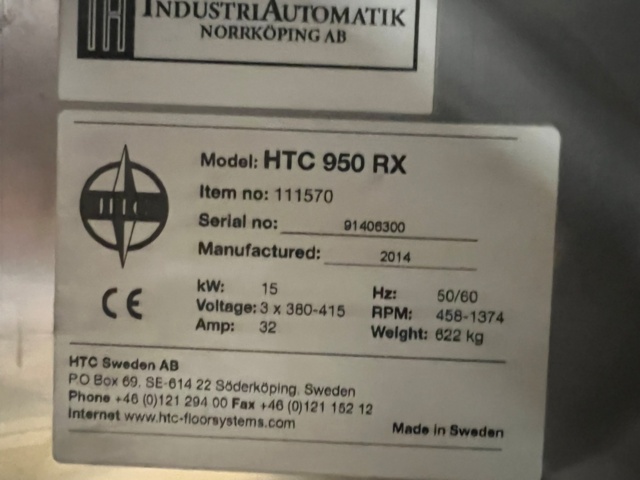 INDUSTRIAUTOMATIK
NORRKÖPING AB
HTC
Model: HTC 950 RX
Item no: 111570
Serial no: 91406300
Manufactured: 2014
kW: 15 Hz: 50/60
Voltage: 3 x 380-415 RPM: 458-1374
Amp: 32 Weight: 622 kg
CE
HTC Sweden AB
P.O Box 69, SE-614 22 Söderköping, Sweden
Phone +46 (0)121 294 00 Fax +46 (0)121 152 12
Internet www.htc-floorsystems.com Made in Sweden